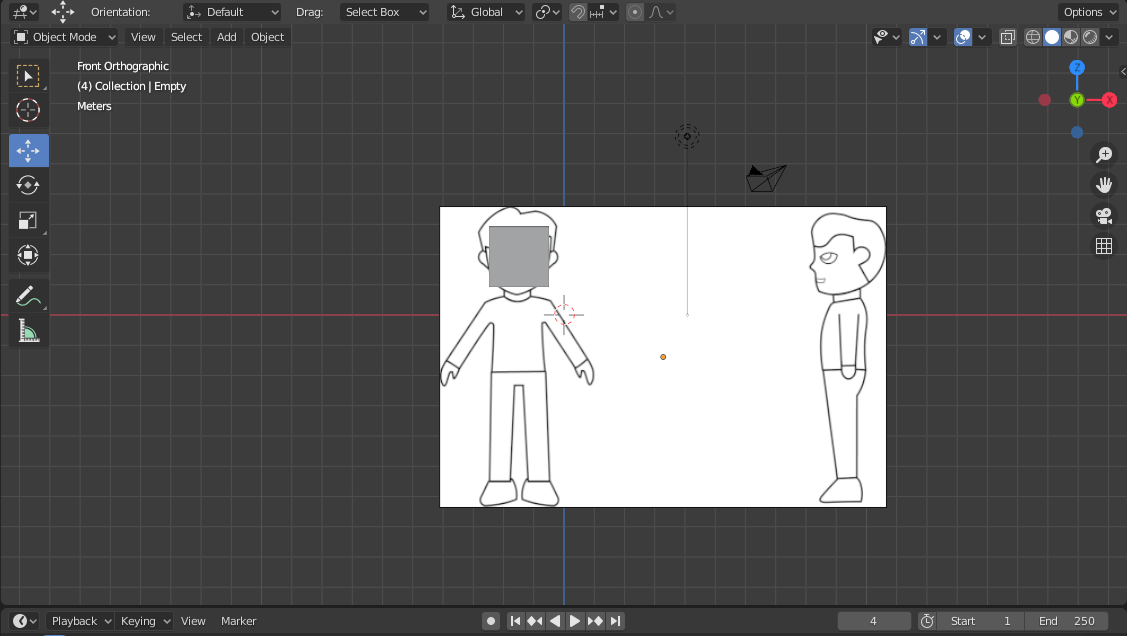 Orientation: Default Drag: Select Box Global Options
Object Mode View Select Add Object
Front Orthographic
(4) Collection | Empty
Meters
Z
Y
X
Playback Keying View Marker 4 Start 1 End 250